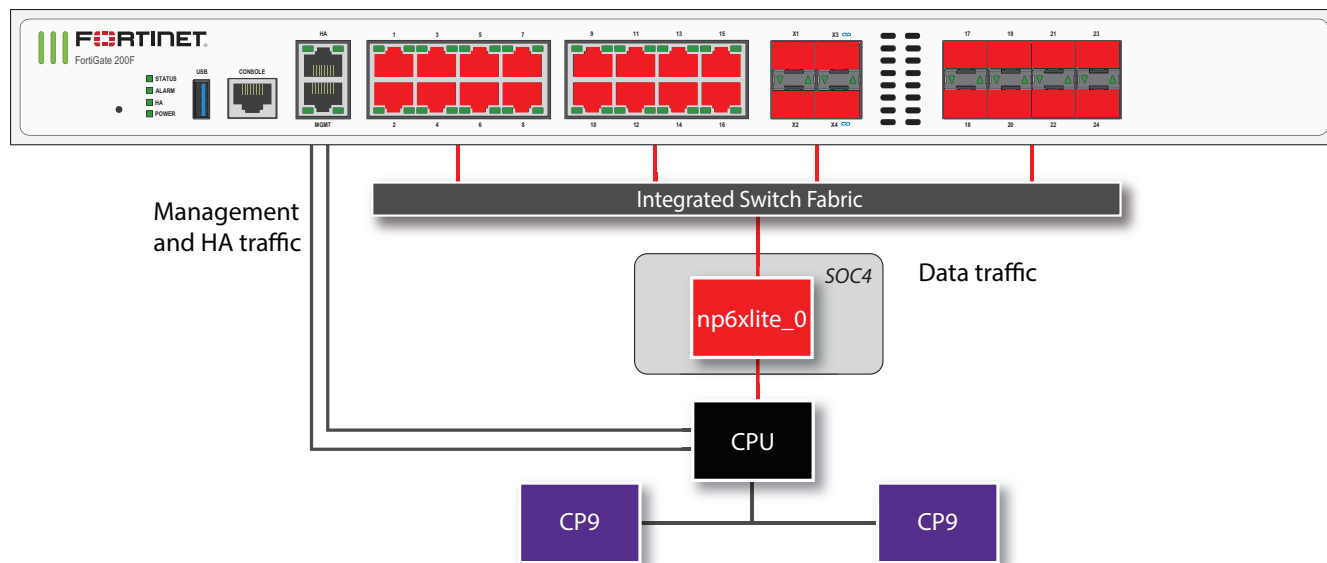 FORTINET
FortiGate 200F
STATUS
ALARM
HA
POWER
USB
CONSOLE
HA
MGMT
1 3 5 7
2 4 6 8
9 11 13 15
10 12 14 16
X1 X3
X2 X4
17 19 21 23
18 20 22 24
Management
and HA traffic
Integrated Switch Fabric
SOC4
Data traffic
np6xlite_0
CPU
CP9
CP9